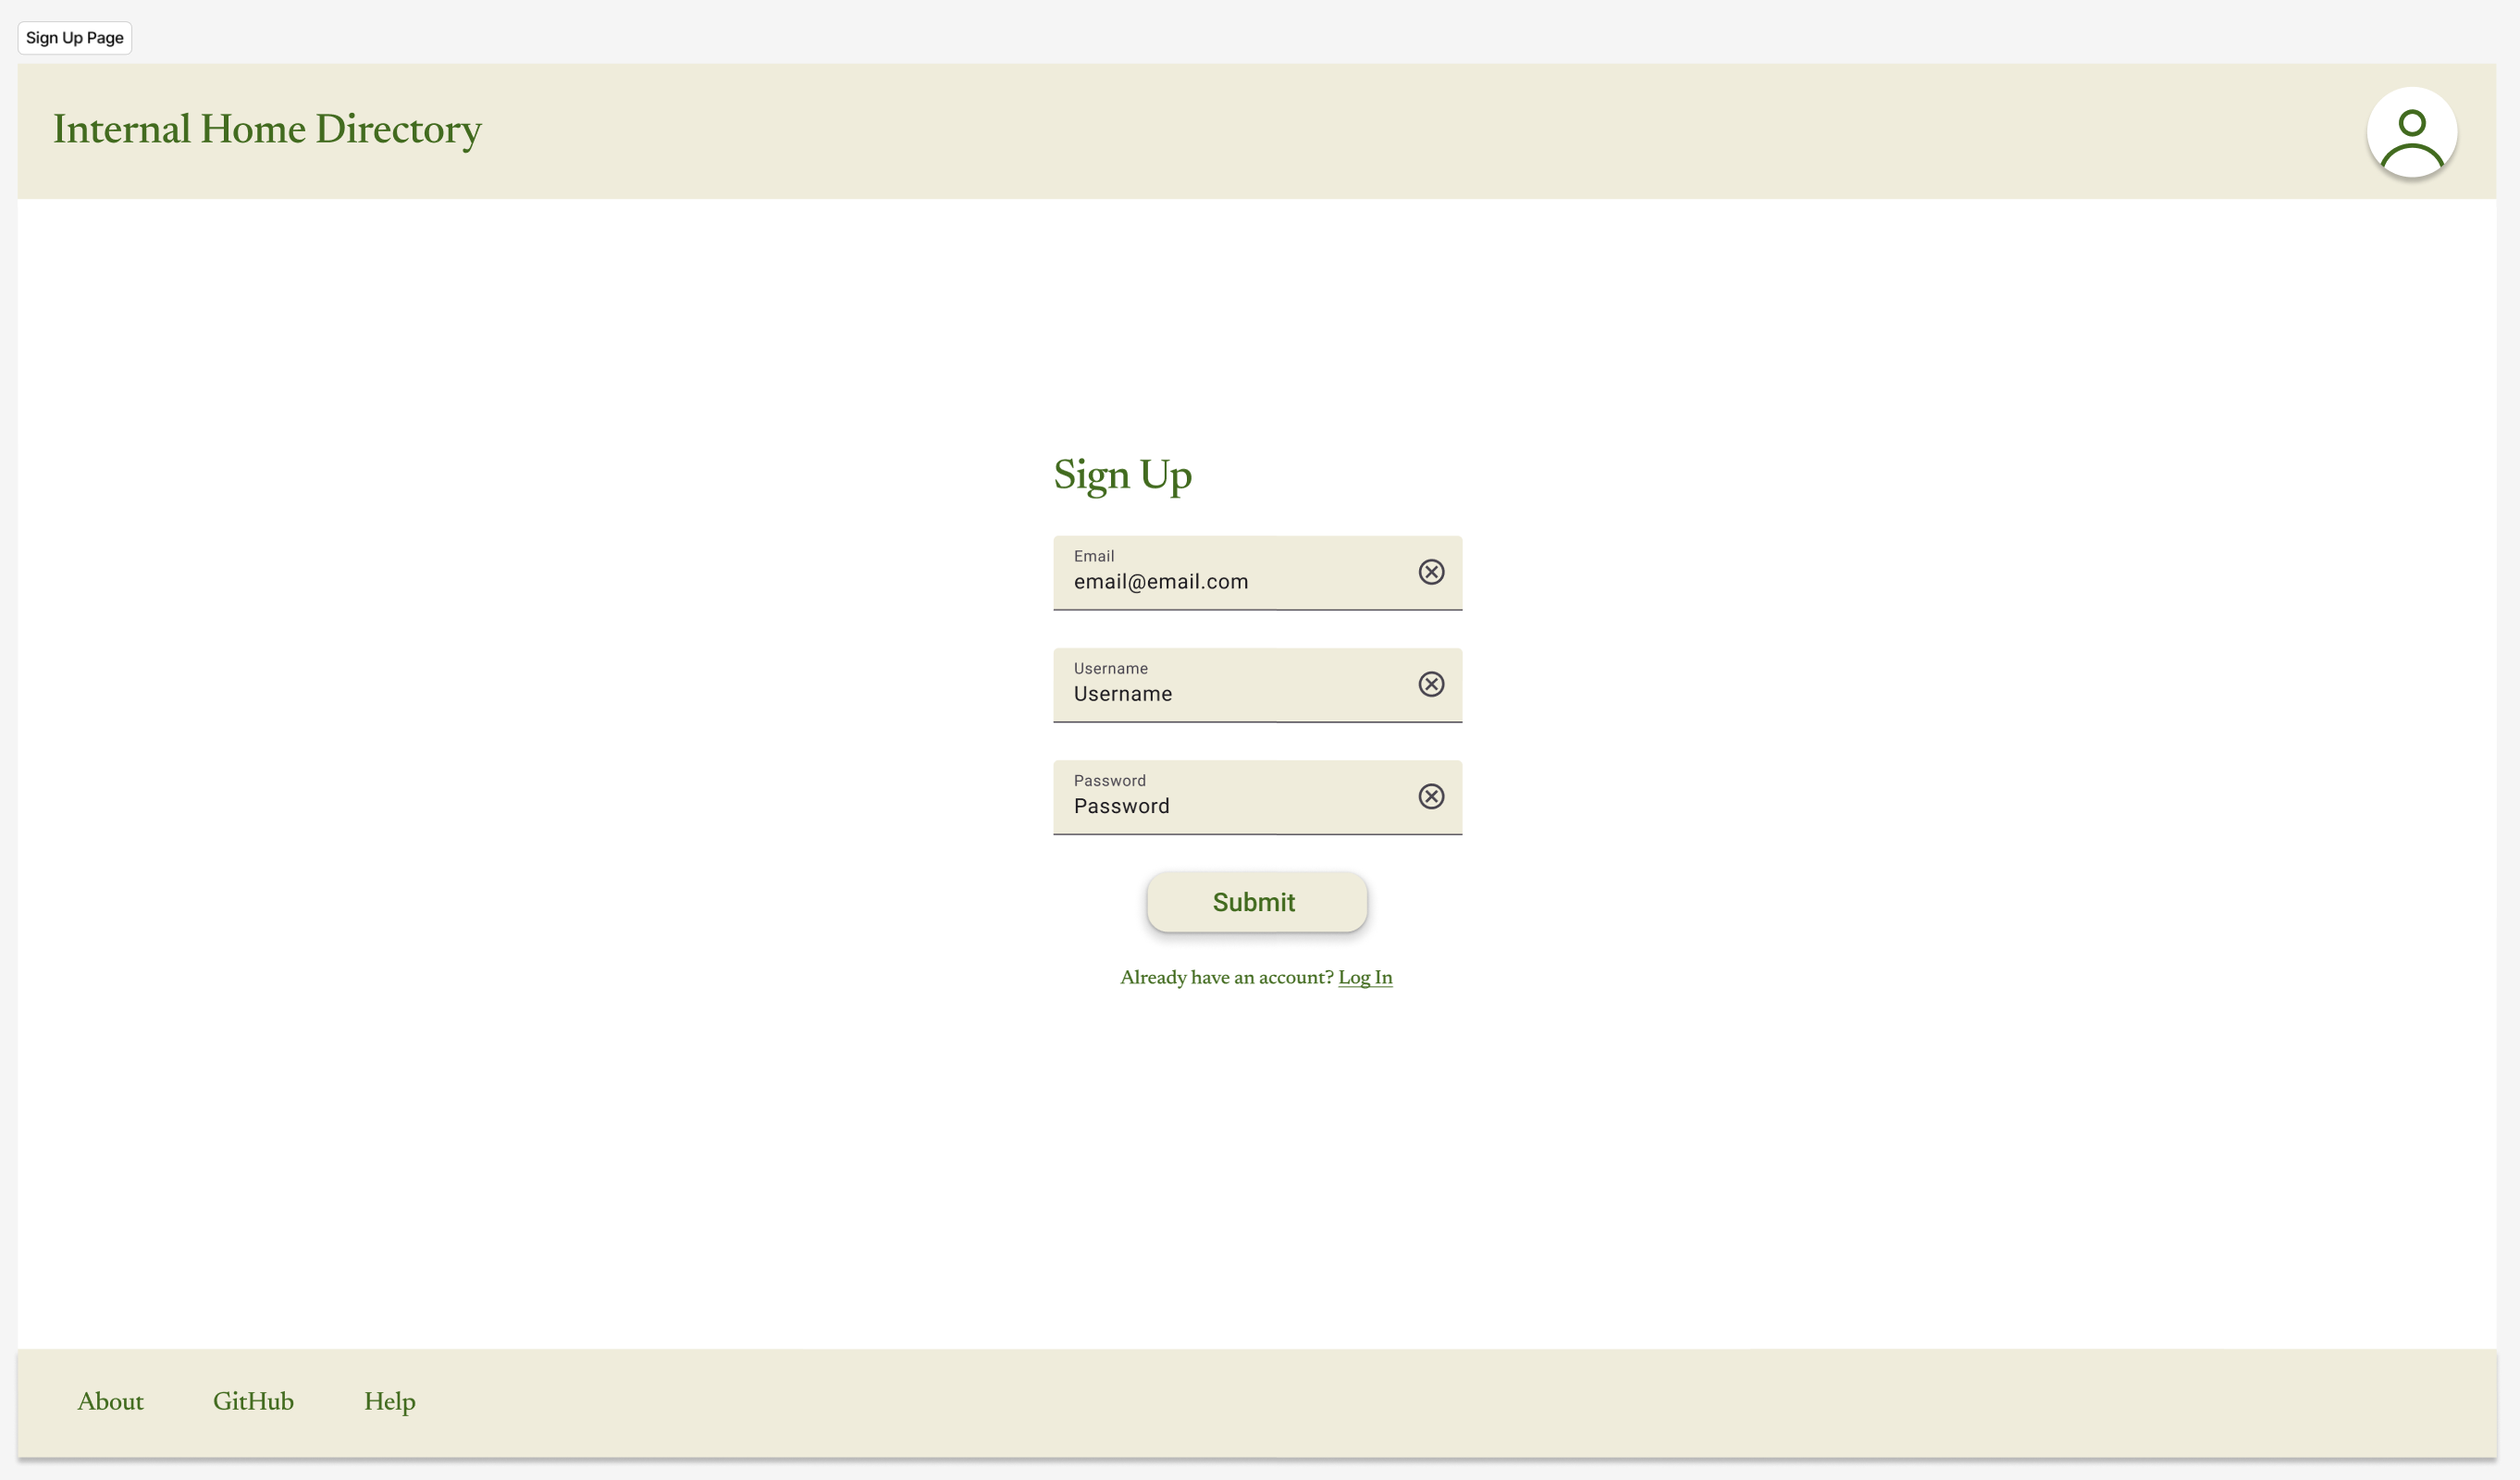 Sign Up Page
Internal Home Directory
Sign Up
Email
email@email.com
Username
Username
Password
Password
Submit
Already have an account? Log In
About GitHub Help